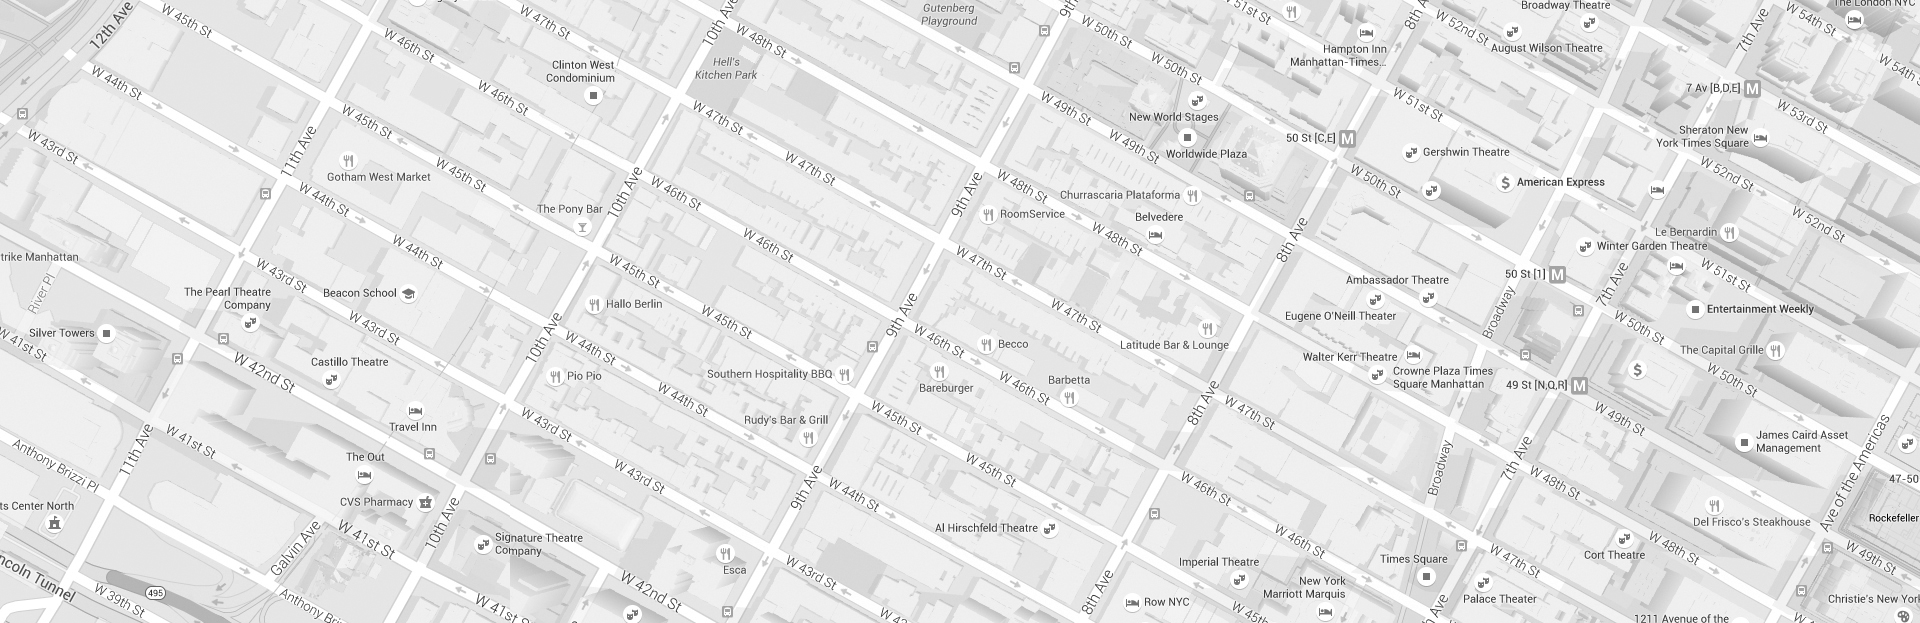 12th Ave
W 45th St
W 47th St
10th Ave
W 48th St
Gutenberg
Playground
9th
W 50th St
W 51st St
8th A
W 52nd St
Broadway Theatre
August Wilson Theatre
7th Ave
W 54th St
The London NYC
W 54th
W 44th St
W 46th St
Clinton West
Condominium
Hell's
Kitchen Park
W 50th St
Hampton Inn
Manhattan-Times...
7 Av [B,D,E]
M
W 53rd St
W 43rd St
11th Ave
W 45th St
W 46th St
W 47th St
W 49th St
New World Stages
Worldwide Plaza
50 St [C,E]
M
W 51st St
Gershwin Theatre
Sheraton New
York Times Square
W 45th St
Gotham West Market
W 44th St
The Pony Bar
10th Ave
W 46th St
W 47th St
9th Ave
W 48th St
RoomService
W 49th St
Churrascaria Plataforma
Belvedere
W 50th St
American Express
W 52nd St
W 52nd St
trike Manhattan
River Pl
W 43rd St
W 44th St
W 45th St
W 46th St
W 47th St
W 48th St
8th Ave
Winter Garden Theatre
Le Bernardin
W 51st St
The Pearl Theatre
Company
Beacon School
Hallo Berlin
9th Ave
Ambassador Theatre
Eugene O'Neill Theatre
50 St [1]
M
Broadway
7th Ave
Entertainment Weekly
W 50th St
Silver Towers
W 41st St
W 43rd St
10th Ave
W 44th St
W 45th St
W 46th St
Becco
W 47th St
Latitude Bar & Lounge
Walter Kerr Theatre
Crowne Plaza Times
Square Manhattan
49 St [N,Q,R]
M
The Capital Grille
W 50th St
W 42nd St
Castillo Theatre
Pio Pio
Southern Hospitality BBQ
Bareburger
Barbetta
W 46th St
8th Ave
W 47th St
W 49th St
Travel Inn
W 43rd St
W 44th St
Rudy's Bar & Grill
W 45th St
James Caird Asset
Management
Ave of the Americas
11th Ave
W 41st St
Anthony Brizzi Pl
The Out
CVS Pharmacy
W 43rd St
9th Ave
W 44th St
W 45th St
W 46th St
Broadway
7th Ave
W 48th St
47-50
Rockefeller
ts Center North
Galvin Ave
W 41st St
10th Ave
Signature Theatre
Company
Esca
Al Hirschfeld Theatre
W 46th St
Times Square
W 47th St
Del Frisco's Steakhouse
Cort Theatre
W 48th St
W 49th St
ncoln Tunnel
W 39th St
495
Anthony Briz
W 41st
W 42nd St
W 43rd St
W 42
8th Ave
Row NYC
Imperial Theatre
New York
Marriott Marquis
W 45th
h Ave
Palace Theater
1211 Avenue of the
Christie's New York